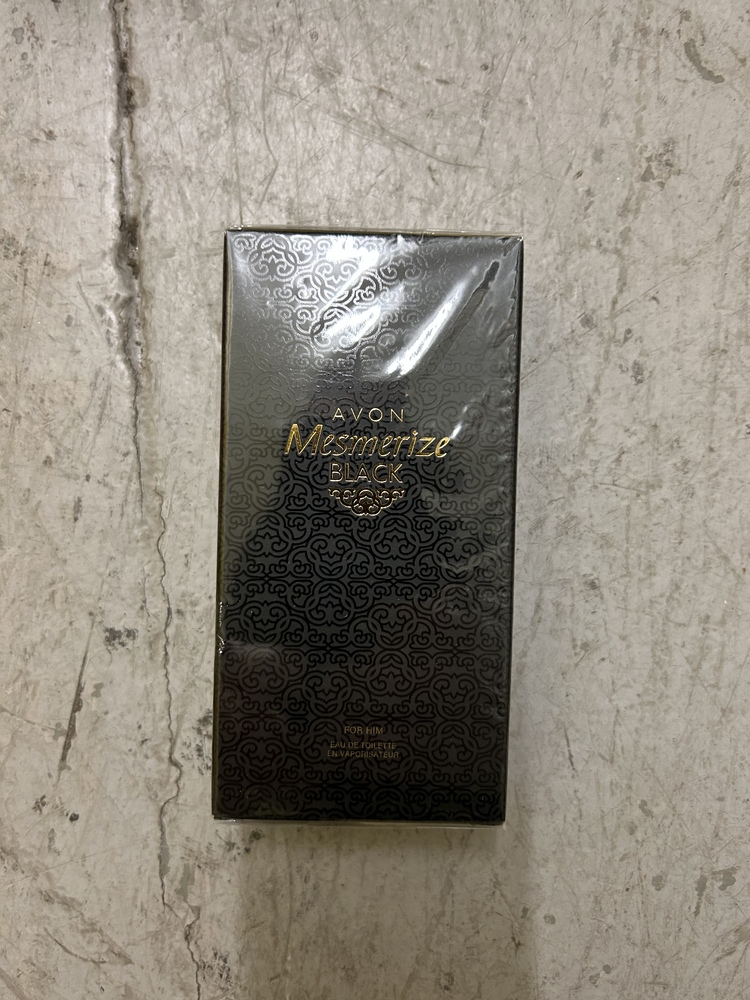 AVON
Mesmerize
BLACK
FOR HIM
EAU DE TOILETTE
EN VAPORISATEUR